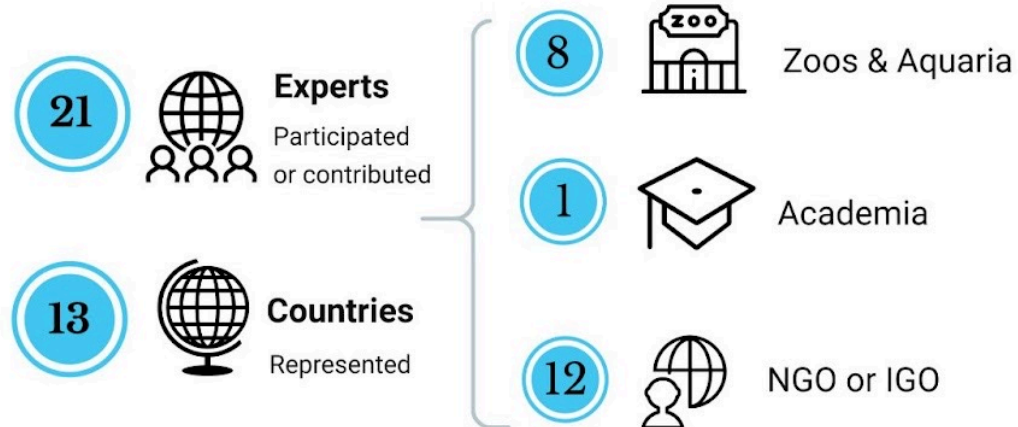 21
Experts
Participated
or contributed
13
Countries
Represented
8
ZOO
Zoos & Aquaria
1
Academia
12
NGO or IGO